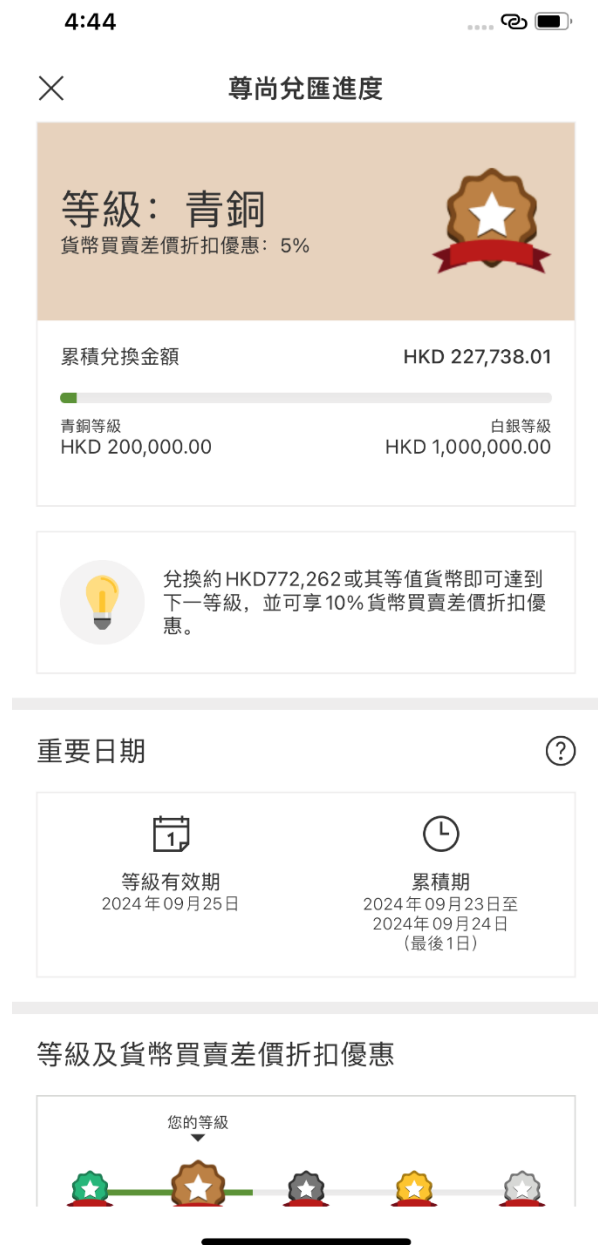 4:44
尊尚兌匯進度
等級：青銅
貨幣買賣差價折扣優惠：5%
累積兌換金額
HKD 227,738.01
青銅等級
白銀等級
HKD 200,000.00
HKD 1,000,000.00
兌換約HKD772,262或其等值貨幣即可達到
下一等級，並可享10%貨幣買賣差價折扣優
惠。
重要日期
?
1
等級有效期
2024年09月25日
累積期
2024年09月23日至
2024年09月24日
(最後1日)
等級及貨幣買賣差價折扣優惠
您的等級